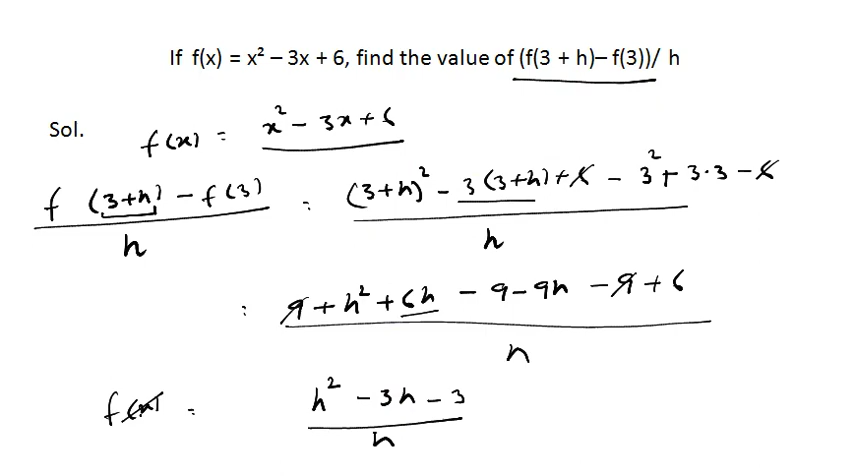 If f(x) = x² – 3x + 6, find the value of (f(3 + h)– f(3))/ h
Sol. f(x) = x² - 3x + 6
f (3+h) - f(3) / h = (3+h)² - 3(3+h) + 6 - 3² + 3·3 - 6 / h
= 9 + h² + 6h - 9 - 9h - 9 + 6 / h
f(x) = h² - 3h - 3 / h